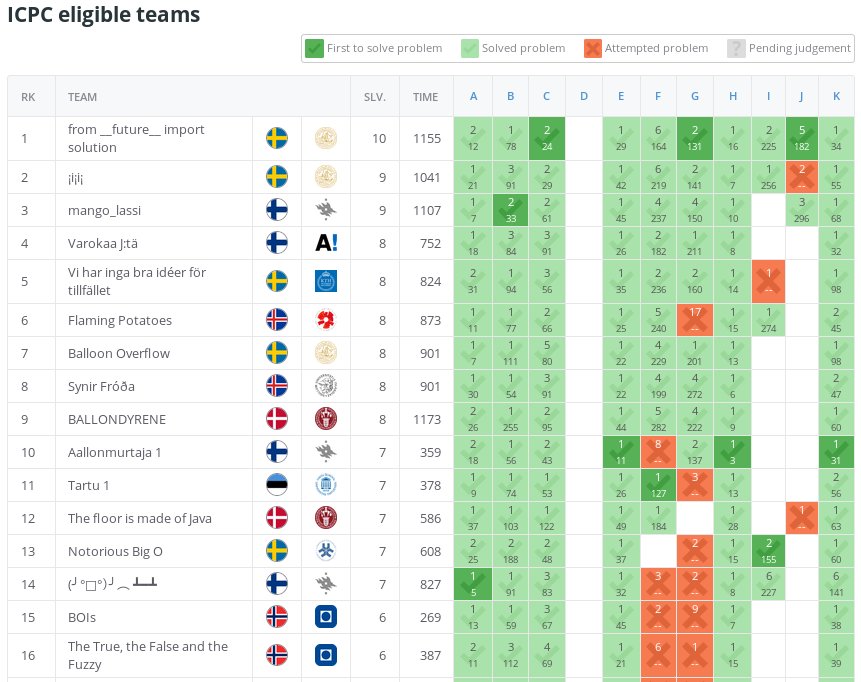 ICPC eligible teams
First to solve problem Solved problem Attempted problem ? Pending judgement
RK TEAM SLV. TIME A B C D E F G H I J K
1 from __future__ import solution 10 1155 2 12 1 78 2 24 1 29 6 164 2 131 1 16 2 225 5 182 1 34
2 ¡i¡i¡ 9 1041 1 21 3 91 2 29 1 42 6 219 2 141 1 7 1 256 2 -- 1 55
3 mango_lassi 9 1107 1 7 2 33 2 61 1 45 4 237 4 150 1 10 3 296 1 68
4 Varokaa J:tä A! 8 752 1 18 3 84 3 91 1 26 2 182 1 211 1 8 1 32
5 Vi har inga bra idéer för tillfället KTH 8 824 2 31 1 94 3 56 1 35 2 236 2 160 1 14 1 -- 1 98
6 Flaming Potatoes 8 873 1 11 1 77 2 66 1 25 5 240 17 -- 1 15 1 274 2 45
7 Balloon Overflow 8 901 1 7 1 111 5 80 1 22 4 229 1 201 1 13 1 98
8 Synir Fróða 8 901 1 30 1 54 3 91 1 22 4 199 4 272 1 6 2 47
9 BALLONDYRENE 8 1173 2 26 1 255 2 95 1 44 5 282 4 222 1 9 1 60
10 Aallonmurtaja 1 7 359 2 18 1 56 2 43 1 11 8 -- 2 137 1 3 1 31
11 Tartu 1 7 378 1 9 1 74 1 53 1 26 1 127 3 -- 1 13 2 56
12 The floor is made of Java 7 586 1 37 1 103 1 122 1 49 1 184 1 28 1 -- 1 63
13 Notorious Big O 7 608 2 25 2 188 2 48 1 37 2 -- 1 15 2 155 1 60
14 (╯°□°)╯︵ ┻━┻ 7 827 1 5 1 91 3 83 1 32 3 -- 2 -- 1 8 6 227 6 141
15 BOIs 6 269 1 13 1 59 3 67 1 45 2 -- 9 -- 1 7 1 38
16 The True, the False and the Fuzzy 6 387 2 11 3 112 4 69 1 21 6 -- 1 -- 1 15 1 39